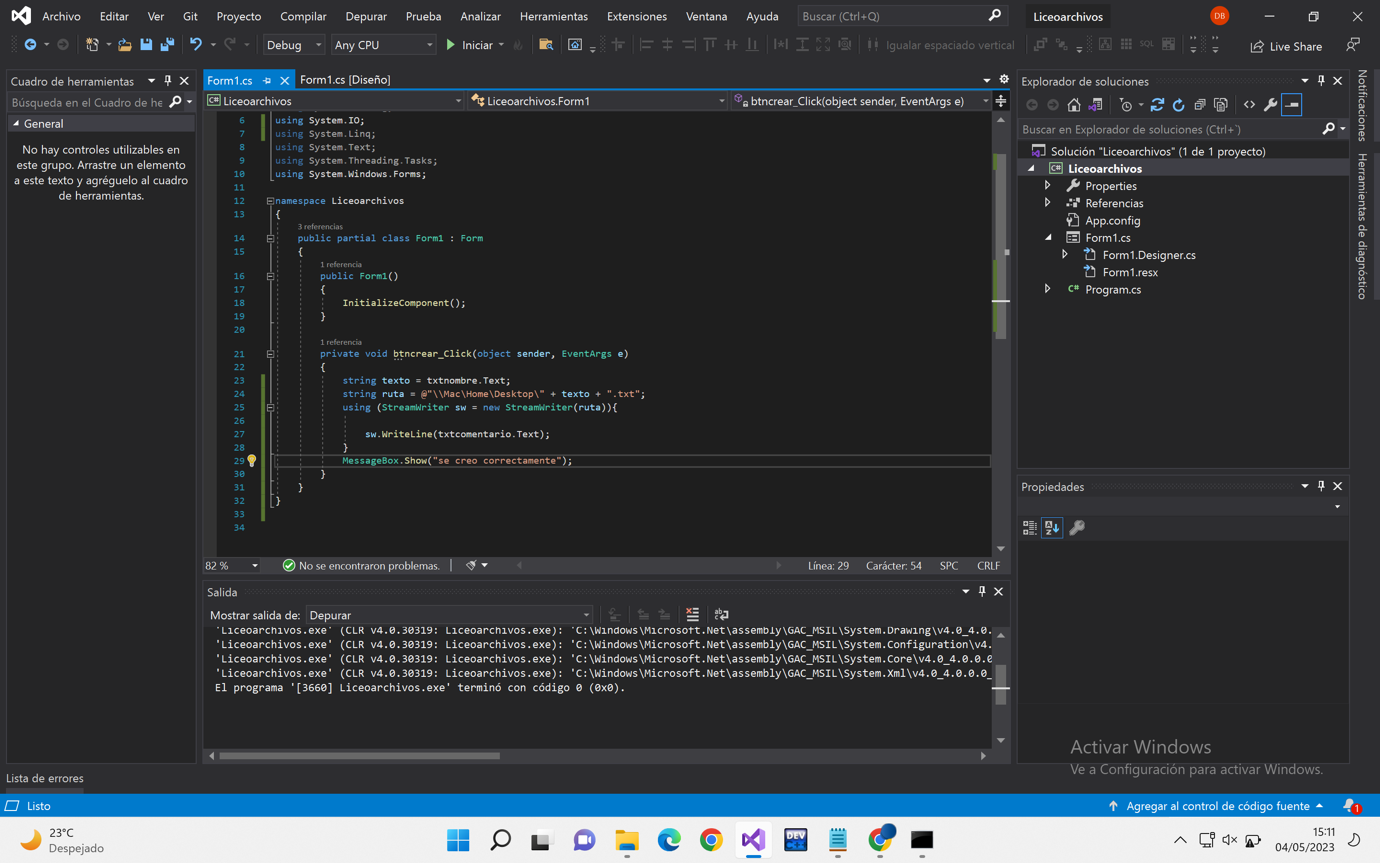 Archivo Editar Ver Git Proyecto Compilar Depurar Prueba Analizar Herramientas Extensiones Ventana Ayuda Buscar (Ctrl+Q) Liceoarchivos DB
Debug Any CPU Iniciar Igualar espaciado vertical SQL Live Share
Cuadro de herramientas
Búsqueda en el Cuadro de he
General
No hay controles utilizables en
este grupo. Arrastre un elemento
a este texto y agréguelo al cuadro
de herramientas.
Form1.cs Form1.cs [Diseño]
C# Liceoarchivos Liceoarchivos.Form1 btncrear_Click(object sender, EventArgs e)
6 using System.IO;
7 using System.Linq;
8 using System.Text;
9 using System.Threading.Tasks;
10 using System.Windows.Forms;
11
12 namespace Liceoarchivos
13 {
3 referencias
14 public partial class Form1 : Form
15 {
1 referencia
16 public Form1()
17 {
18 InitializeComponent();
19 }
20
1 referencia
21 private void btncrear_Click(object sender, EventArgs e)
22 {
23 string texto = txtnombre.Text;
24 string ruta = @"\\Mac\Home\Desktop\" + texto + ".txt";
25 using (StreamWriter sw = new StreamWriter(ruta)){
26
27 sw.WriteLine(txtcomentario.Text);
28 }
29 MessageBox.Show("se creo correctamente");
30 }
31 }
32 }
33
34
82 % No se encontraron problemas. Línea: 29 Carácter: 54 SPC CRLF
Salida
Mostrar salida de: Depurar
'Liceoarchivos.exe' (CLR v4.0.30319: Liceoarchivos.exe): 'C:\Windows\Microsoft.Net\assembly\GAC_MSIL\System.Drawing\v4.0_4.0.
'Liceoarchivos.exe' (CLR v4.0.30319: Liceoarchivos.exe): 'C:\Windows\Microsoft.Net\assembly\GAC_MSIL\System.Configuration\v4.
'Liceoarchivos.exe' (CLR v4.0.30319: Liceoarchivos.exe): 'C:\Windows\Microsoft.Net\assembly\GAC_MSIL\System.Core\v4.0_4.0.0.0
'Liceoarchivos.exe' (CLR v4.0.30319: Liceoarchivos.exe): 'C:\Windows\Microsoft.Net\assembly\GAC_MSIL\System.Xml\v4.0_4.0.0.0_
El programa '[3660] Liceoarchivos.exe' terminó con código 0 (0x0).
Explorador de soluciones
Buscar en Explorador de soluciones (Ctrl+´)
Solución "Liceoarchivos" (1 de 1 proyecto)
C# Liceoarchivos
Properties
Referencias
App.config
Form1.cs
Form1.Designer.cs
Form1.resx
C# Program.cs
Propiedades
Notificaciones
Herramientas de diagnóstico
Activar Windows
Ve a Configuración para activar Windows.
Lista de errores
Listo Agregar al control de código fuente 1
23°C
Despejado
DEV
15:11
04/05/2023